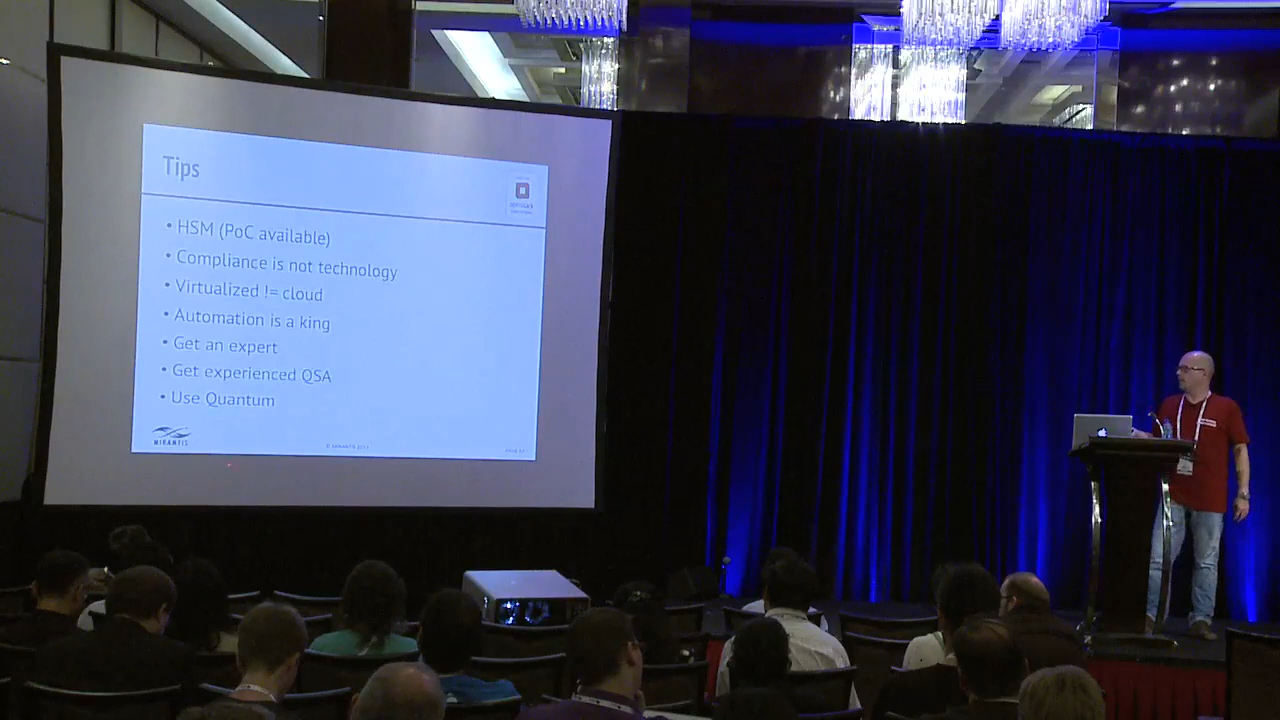 Tips
• HSM (PoC available)
• Compliance is not technology
• Virtualized != cloud
• Automation is a king
• Get an expert
• Get experienced QSA
• Use Quantum
MIRANTIS
© MIRANTIS